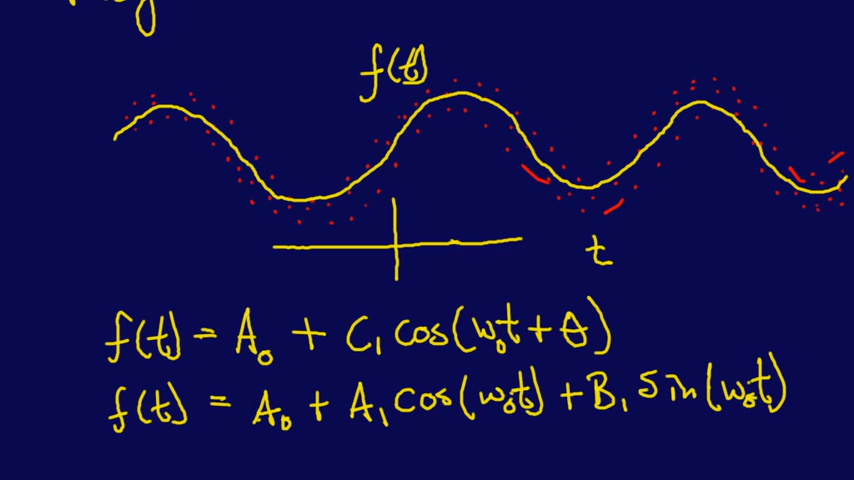 f(t)
t
f(t) = A₀ + C₁ cos(ω₀t + θ)
f(t) = A₀ + A₁ cos(ω₀t) + B₁ sin(ω₀t)